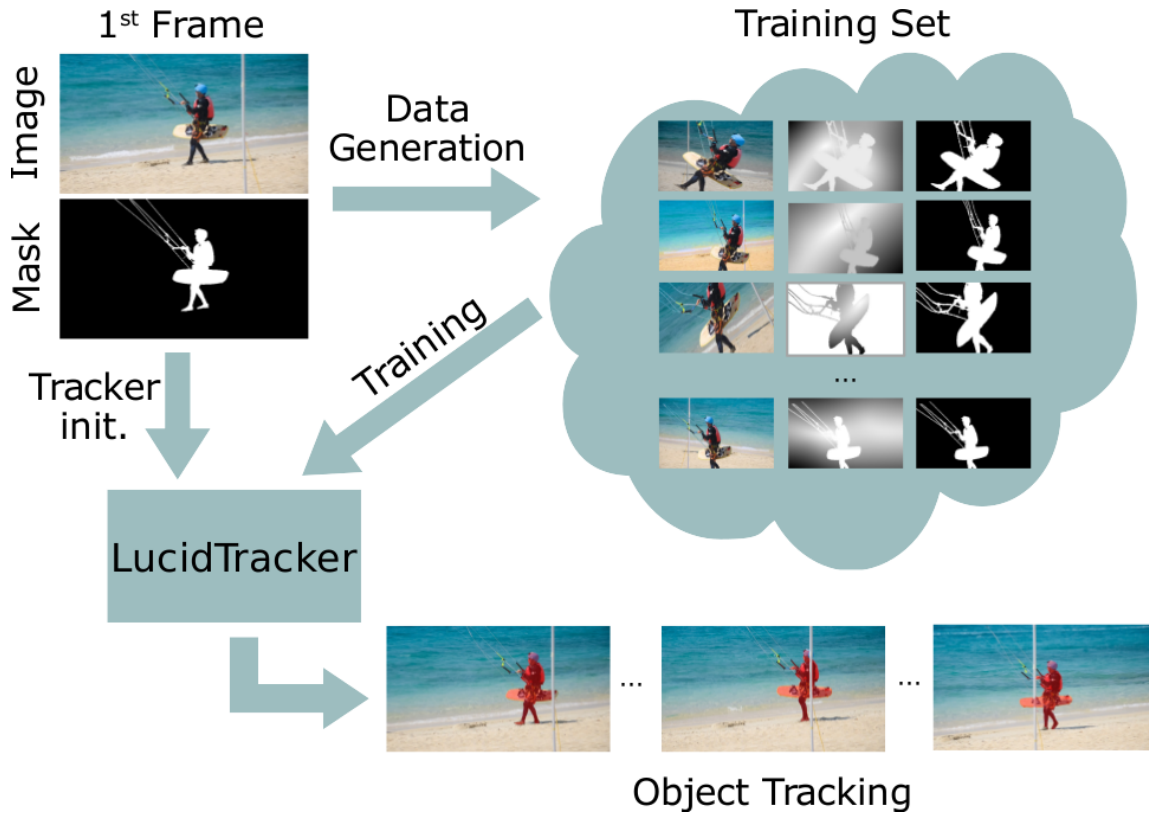 1st Frame
Training Set
Image
Data
Generation
Mask
Training
...
Tracker
init.
LucidTracker
...
...
Object Tracking